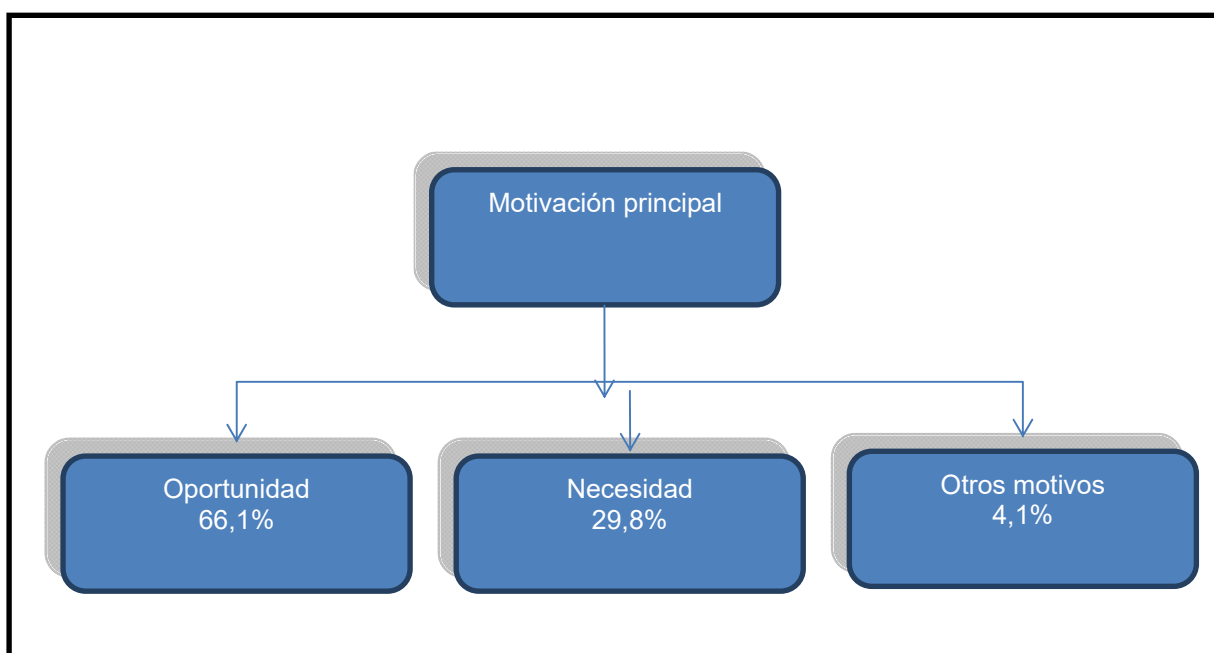 Motivación principal
Oportunidad
66,1%
Necesidad
29,8%
Otros motivos
4,1%